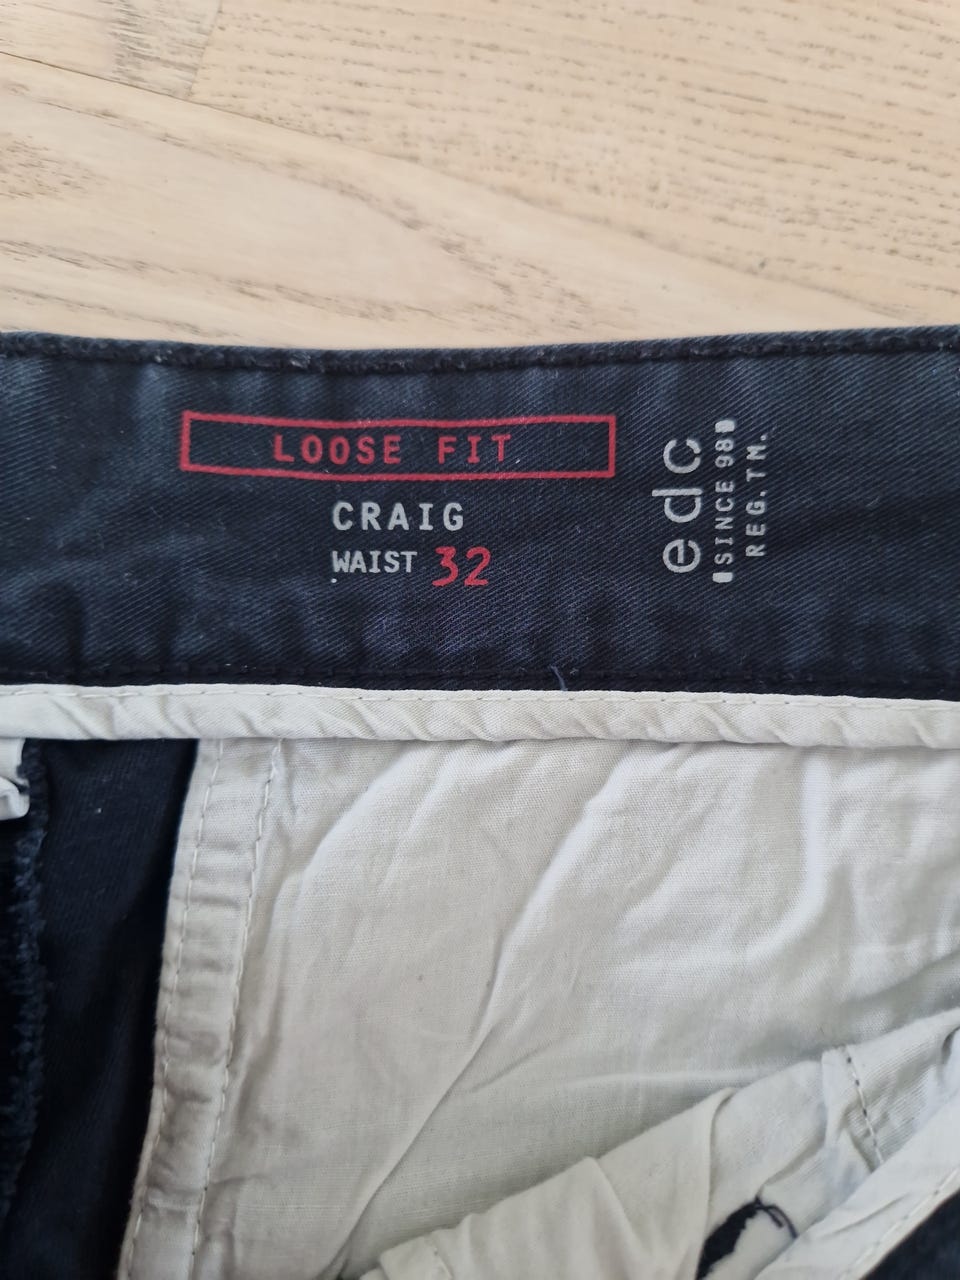 LOOSE FIT
CRAIG
WAIST 32
edc
SINCE 98
REG.TM.